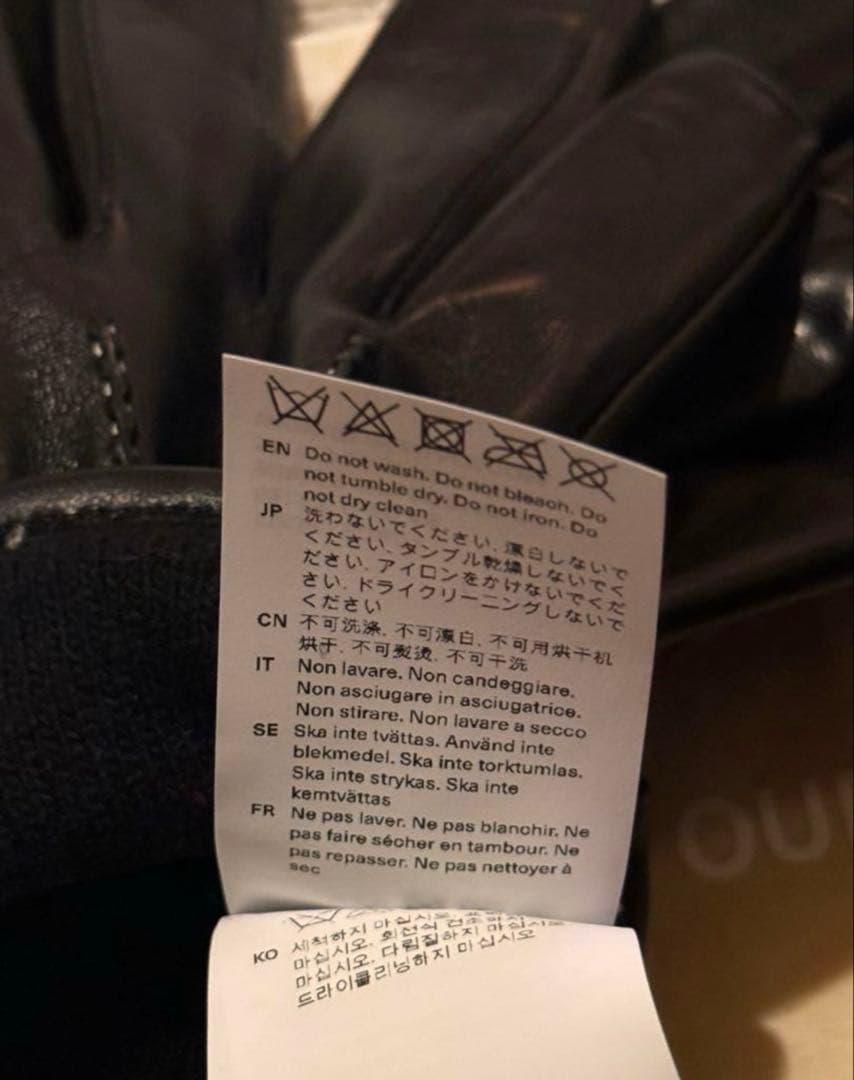 EN Do not wash. Do not bleach. Do
not tumble dry. Do not iron. Do
not dry clean
JP 洗わないでください, 漂白しないで
ください, タンブル乾燥しないでく
ださい, アイロンをかけないでくだ
さい, ドライクリーニングしないで
ください
CN 不可洗涤, 不可漂白, 不可用烘干机
烘干, 不可熨烫, 不可干洗
IT Non lavare. Non candeggiare.
Non asciugare in asciugatrice.
Non stirare. Non lavare a secco
SE Ska inte tvättas. Använd inte
blekmedel. Ska inte torktumlas.
Ska inte strykas. Ska inte
kemtvättas
FR Ne pas laver. Ne pas blanchir. Ne
pas faire sécher en tambour. Ne
pas repasser. Ne pas nettoyer à
sec
KO 세척하지 마십시오.
마십시오. 회전식 건조하지 마십시오
마십시오. 다림질하지 마십시오
드라이클리닝하지 마십시오
OU